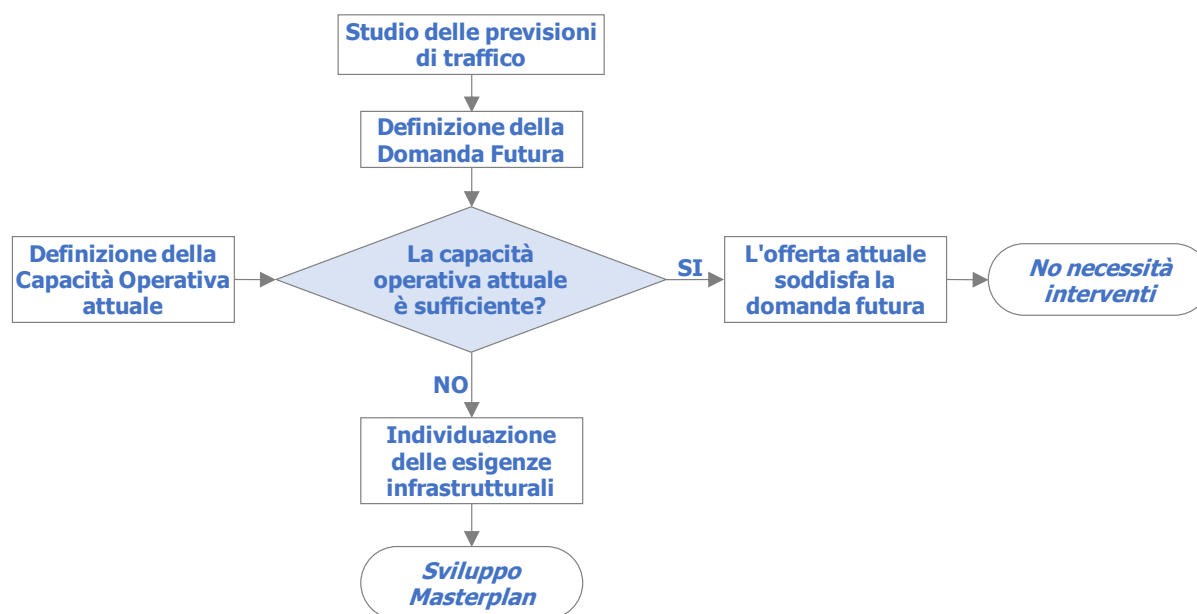 Studio delle previsioni
di traffico
Definizione della
Domanda Futura
Definizione della
Capacità Operativa
attuale
La capacità
operativa attuale
è sufficiente?
SI
L'offerta attuale
soddisfa la
domanda futura
No necessità
interventi
NO
Individuazione
delle esigenze
infrastrutturali
Sviluppo
Masterplan